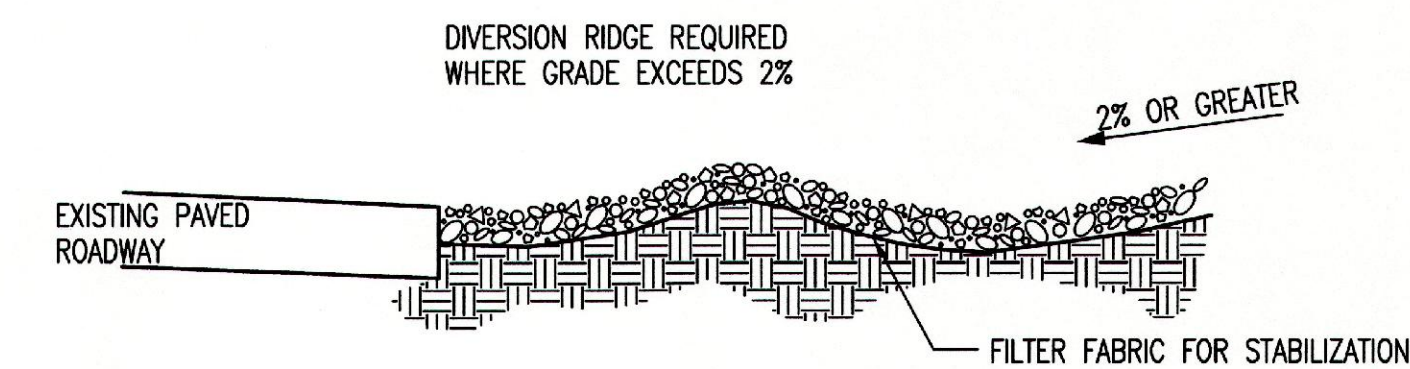 DIVERSION RIDGE REQUIRED
WHERE GRADE EXCEEDS 2%
2% OR GREATER
EXISTING PAVED
ROADWAY
FILTER FABRIC FOR STABILIZATION